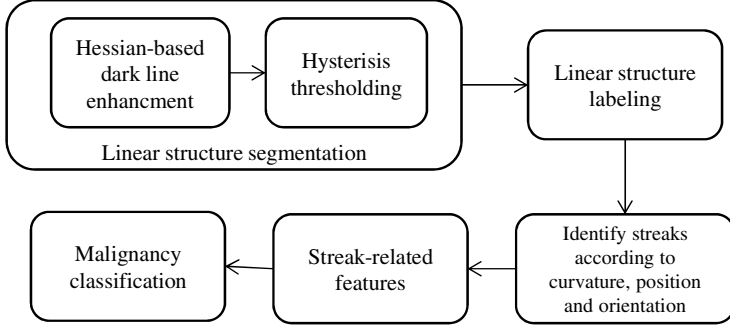 Hessian-based
dark line
enhancment
Hysterisis
thresholding
Linear structure segmentation
Linear structure
labeling
Identify streaks
according to
curvature, position
and orientation
Streak-related
features
Malignancy
classification